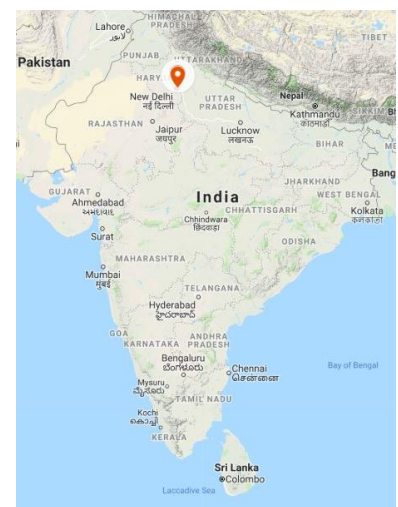 HIMACHAL
PRADESH
Lahore
لاہور
TIBET
PUNJAB
UTTARAKHAND
Pakistan
HARY
New Delhi
नई दिल्ली
UTTAR
PRADESH
Nepal
Kathmandu
काठमाडौं
SIKKIM
RAJASTHAN
Jaipur
जयपुर
Lucknow
लखनऊ
BIHAR
JHARKHAND
Bang
GUJARAT
Ahmedabad
અમદાવાદ
India
WEST BENGAL
Kolkata
কলকাতা
CHHATTISGARH
Chhindwara
छिंदवाड़ा
Surat
ODISHA
MAHARASHTRA
Mumbai
मुंबई
TELANGANA
Hyderabad
హైదరాబాద్
GOA
KARNATAKA
ANDHRA
PRADESH
Bengaluru
ಬೆಂಗಳೂರು
Chennai
சென்னை
Bay of Bengal
Mysuru
ಮೈಸೂರು
TAMIL NADU
Kochi
കൊച്ചി
KERALA
Sri Lanka
Colombo
Laccadive Sea